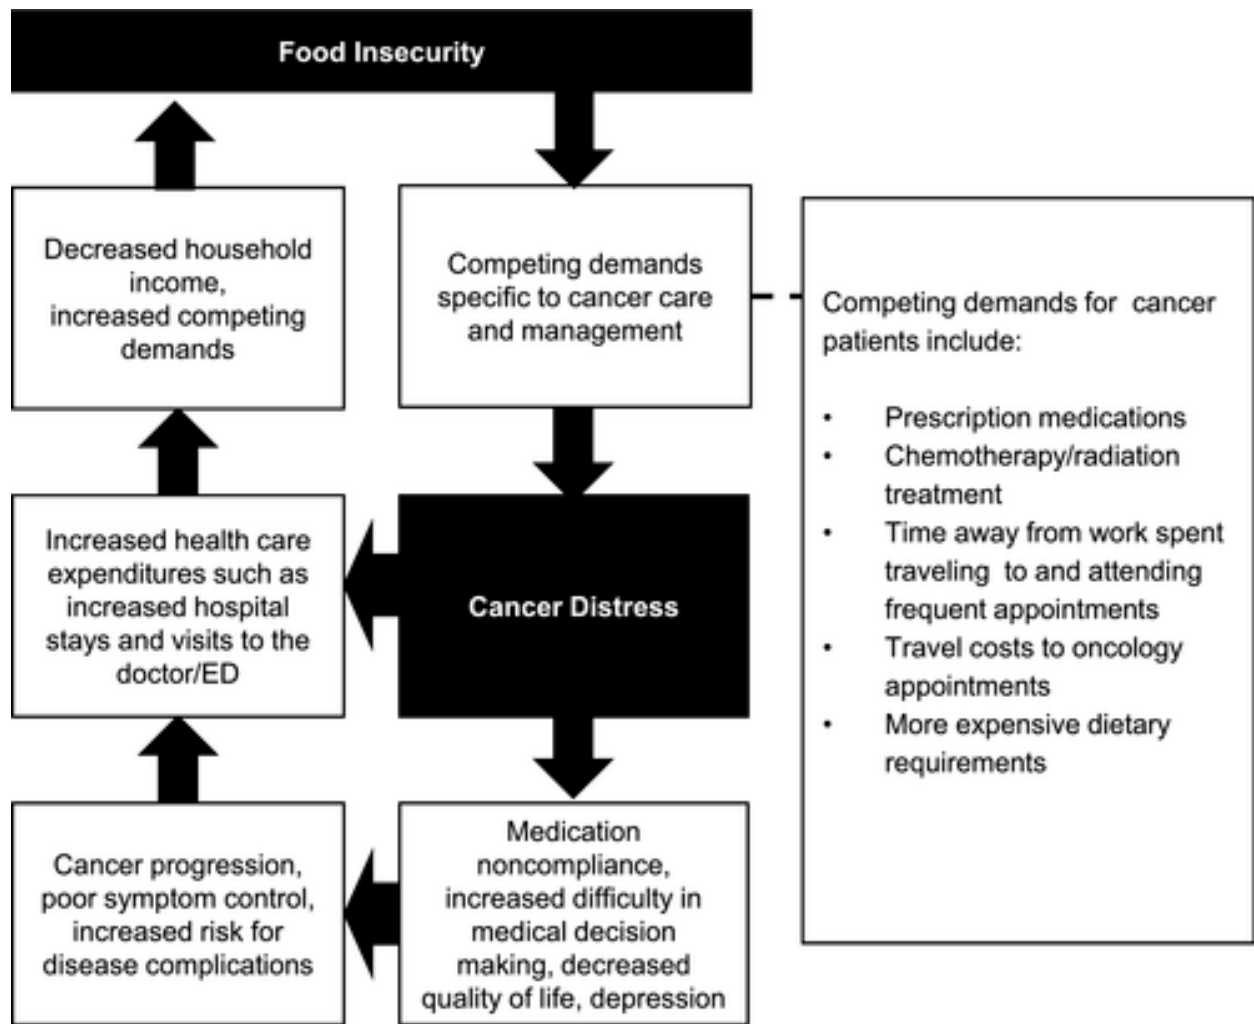 Food Insecurity
Decreased household
income,
increased competing
demands
Competing demands
specific to cancer care
and management
Competing demands for cancer
patients include:
• Prescription medications
• Chemotherapy/radiation
treatment
• Time away from work spent
traveling to and attending
frequent appointments
• Travel costs to oncology
appointments
• More expensive dietary
requirements
Increased health care
expenditures such as
increased hospital
stays and visits to the
doctor/ED
Cancer Distress
Cancer progression,
poor symptom control,
increased risk for
disease complications
Medication
noncompliance,
increased difficulty in
medical decision
making, decreased
quality of life, depression